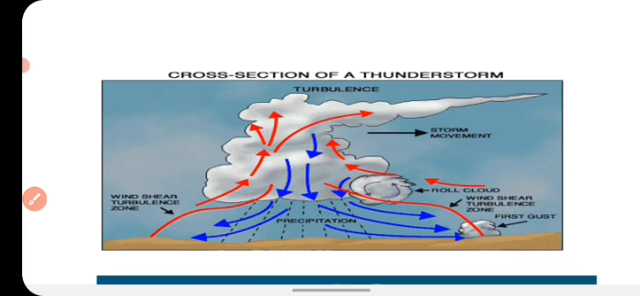 CROSS-SECTION OF A THUNDERSTORM
TURBULENCE
STORM
MOVEMENT
ROLL CLOUD
WIND SHEAR
TURBULENCE
ZONE
WIND SHEAR
TURBULENCE
ZONE
FIRST GUST
PRECIPITATION